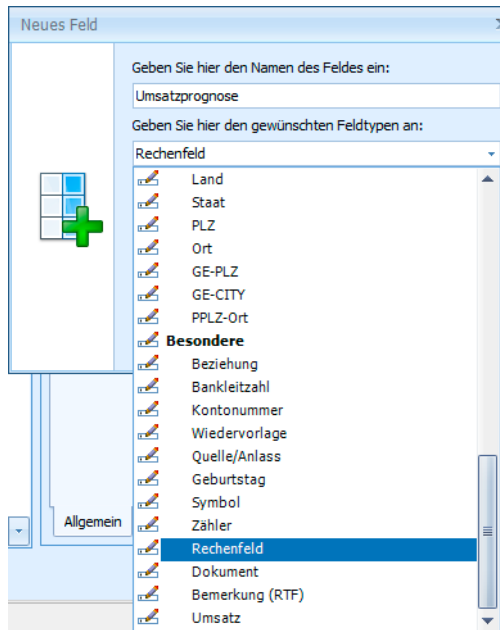 Neues Feld
Geben Sie hier den Namen des Feldes ein:
Umsatzprognose
Geben Sie hier den gewünschten Feldtypen an:
Rechenfeld
Land
Staat
PLZ
Ort
GE-PLZ
GE-CITY
PPLZ-Ort
Besondere
Beziehung
Bankleitzahl
Kontonummer
Wiedervorlage
Quelle/Anlass
Geburtstag
Symbol
Zähler
Allgemein
Rechenfeld
Dokument
Bemerkung (RTF)
Umsatz